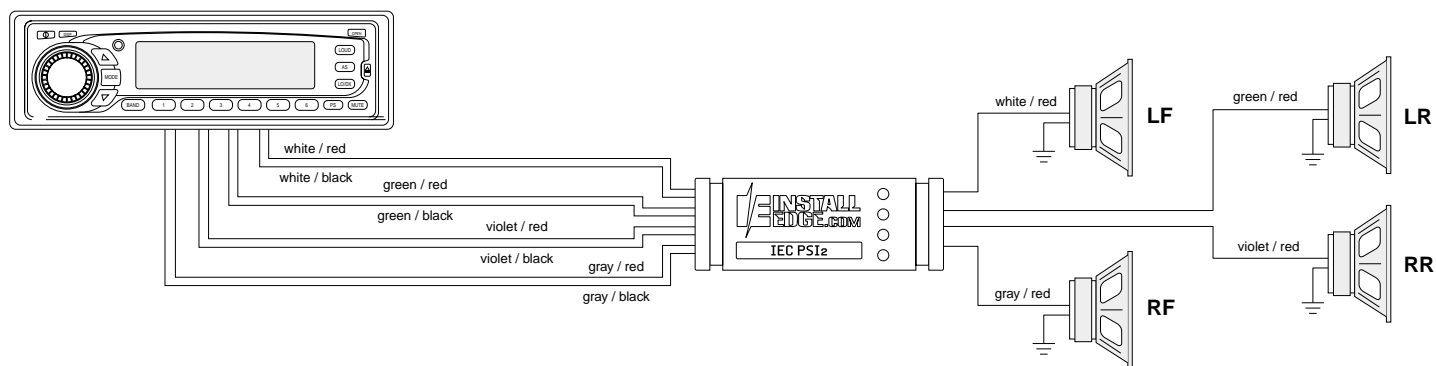 DISP
OPEN
LOUD
AS
LO/DX
MODE
BAND 1 2 3 4 5 6 PS MUTE
white / red
white / black
green / red
green / black
violet / red
violet / black
gray / red
gray / black
INSTALL
EDGE.COM
IEC PSI2
white / red
LF
green / red
LR
gray / red
RF
violet / red
RR